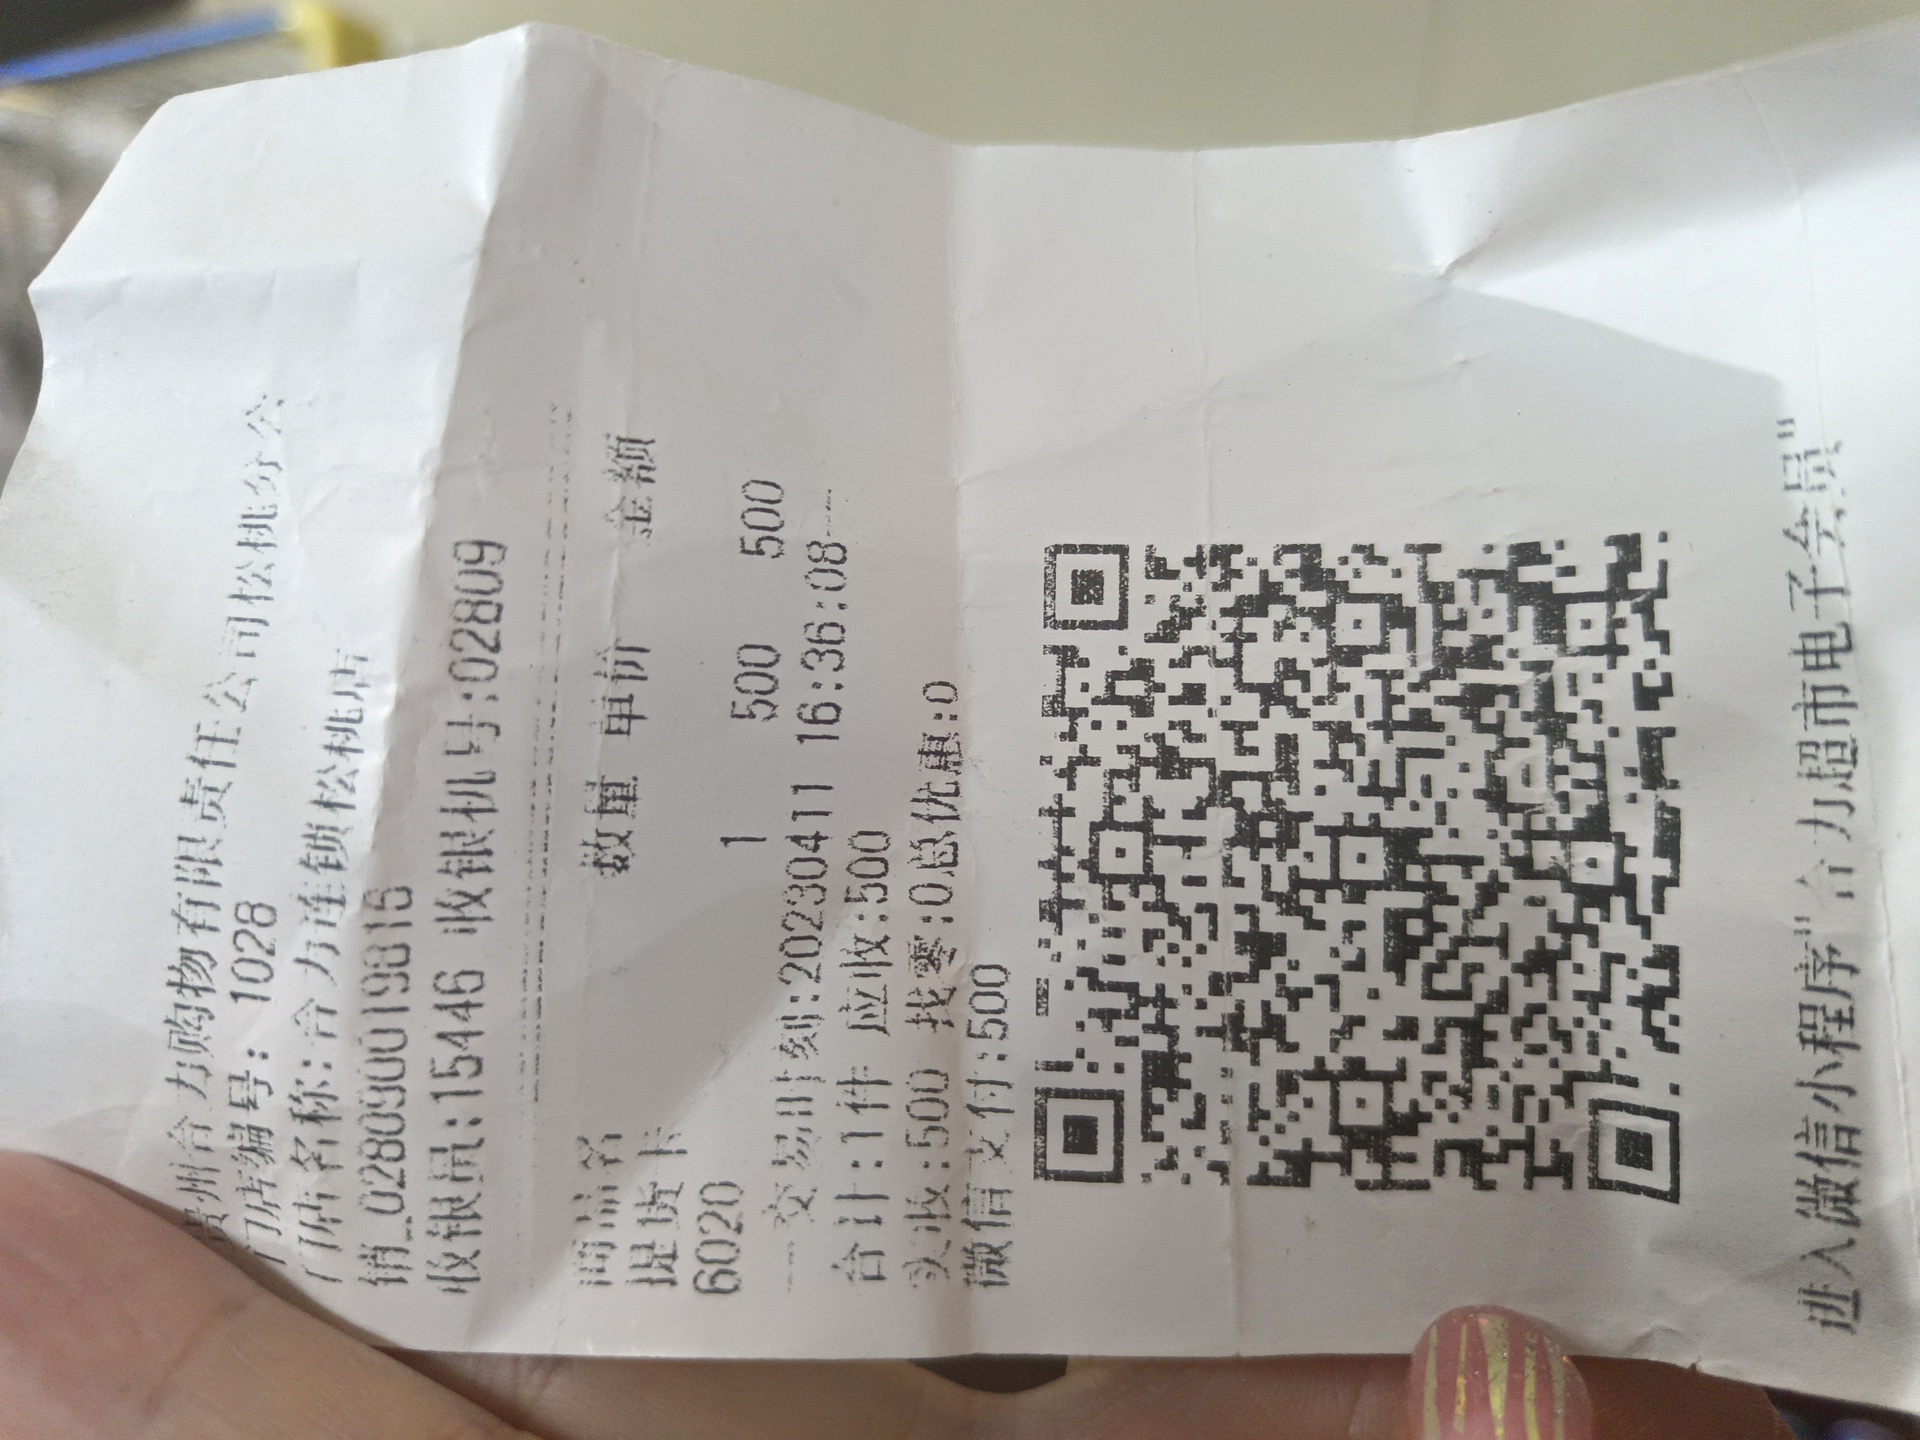 贵州合力购物有限责任公司松桃分公
门店编号: 1028
门店名称:合力连锁松桃店
销_0280900019815
收银员:15446 收银机号:02809
商品名 数量 单价 金额
提货卡
6020 1 500 500
交易时刻:20230411 16:36:08
合计:1件 应收:500
实收:500 找零:0总优惠:0
微信支付:500
进入微信小程序"合力超市电子会员"